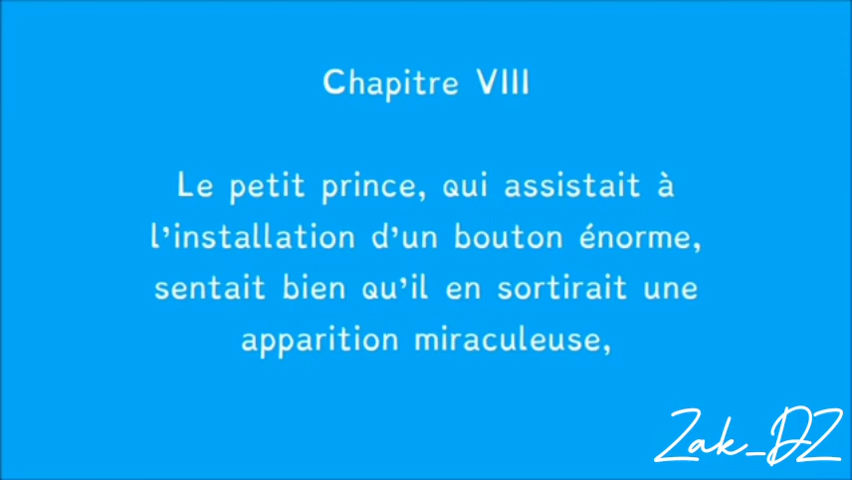 Chapitre VIII
Le petit prince, qui assistait à
l'installation d'un bouton énorme,
sentait bien qu'il en sortirait une
apparition miraculeuse,
Zak_DZ